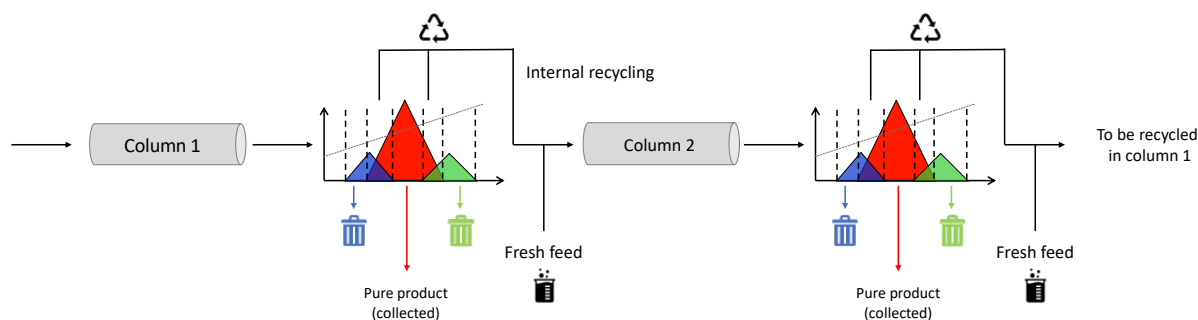 Internal recycling
Column 1
Column 2
To be recycled
in column 1
Fresh feed
Fresh feed
Pure product
(collected)
Pure product
(collected)